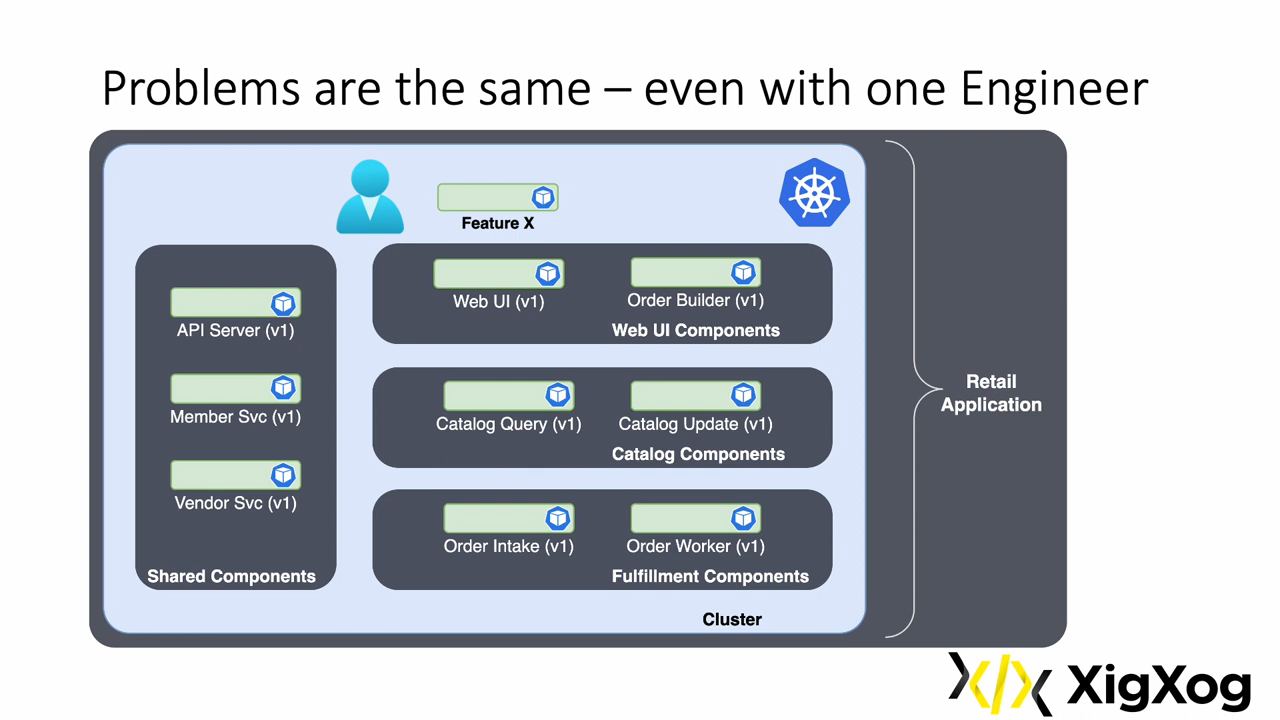 Problems are the same – even with one Engineer
Feature X
API Server (v1)
Member Svc (v1)
Vendor Svc (v1)
Shared Components
Web UI (v1)
Order Builder (v1)
Web UI Components
Catalog Query (v1)
Catalog Update (v1)
Catalog Components
Order Intake (v1)
Order Worker (v1)
Fulfillment Components
Cluster
Retail
Application
XigXog